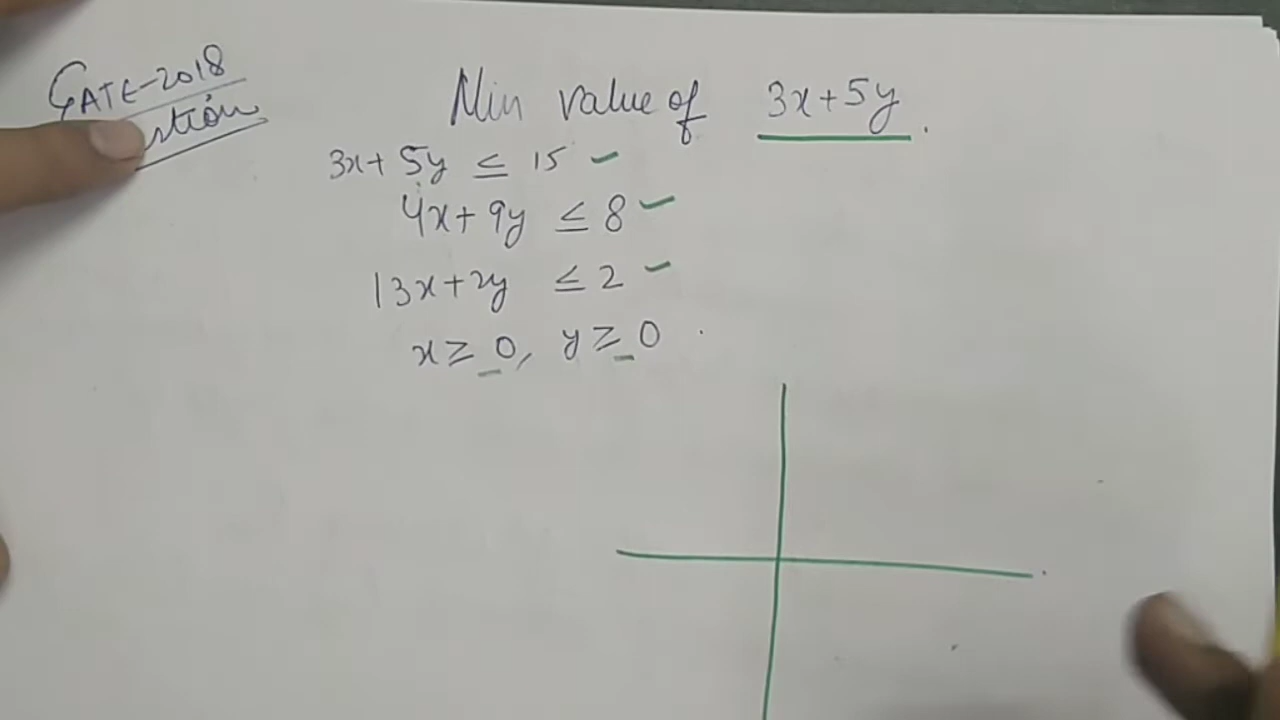 GATE-2018
Min value of 3x+5y.
3x+ 5y ≤ 15
4x+ 9y ≤ 8
13x+2y ≤ 2
x ≥ 0, y ≥ 0